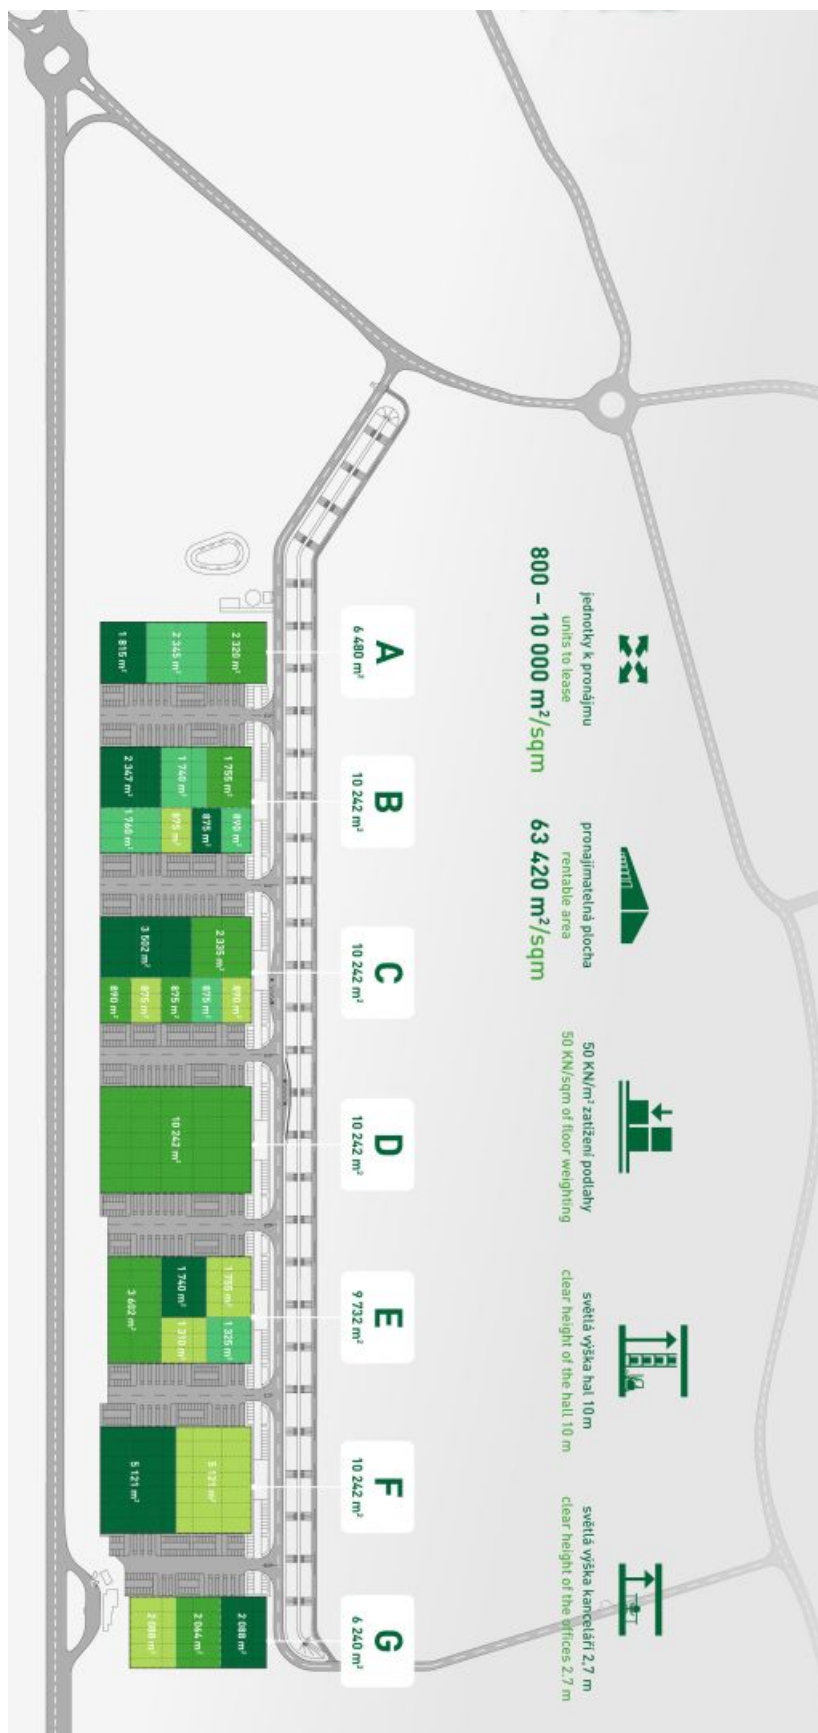 jednotky k pronájmu
units to lease
800 – 10 000 m²/sqm
pronajímatelná plocha
rentable area
63 420 m²/sqm
50 KN/m² zatížení podlahy
50 KN/sqm of floor weighting
světlá výška hal 10 m
clear height of the hall 10 m
světlá výška kanceláří 2,7 m
clear height of the offices 2.7 m
A
6 480 m²
B
10 242 m²
C
10 242 m²
D
10 242 m²
E
9 732 m²
F
10 242 m²
G
6 240 m²
2 320 m²
2 345 m²
1 815 m²
1 755 m²
1 740 m²
2 347 m²
890 m²
875 m²
875 m²
1 760 m²
2 335 m²
3 502 m²
890 m²
875 m²
875 m²
875 m²
890 m²
10 242 m²
1 755 m²
1 740 m²
3 602 m²
1 325 m²
1 310 m²
5 121 m²
5 121 m²
2 088 m²
2 064 m²
2 088 m²